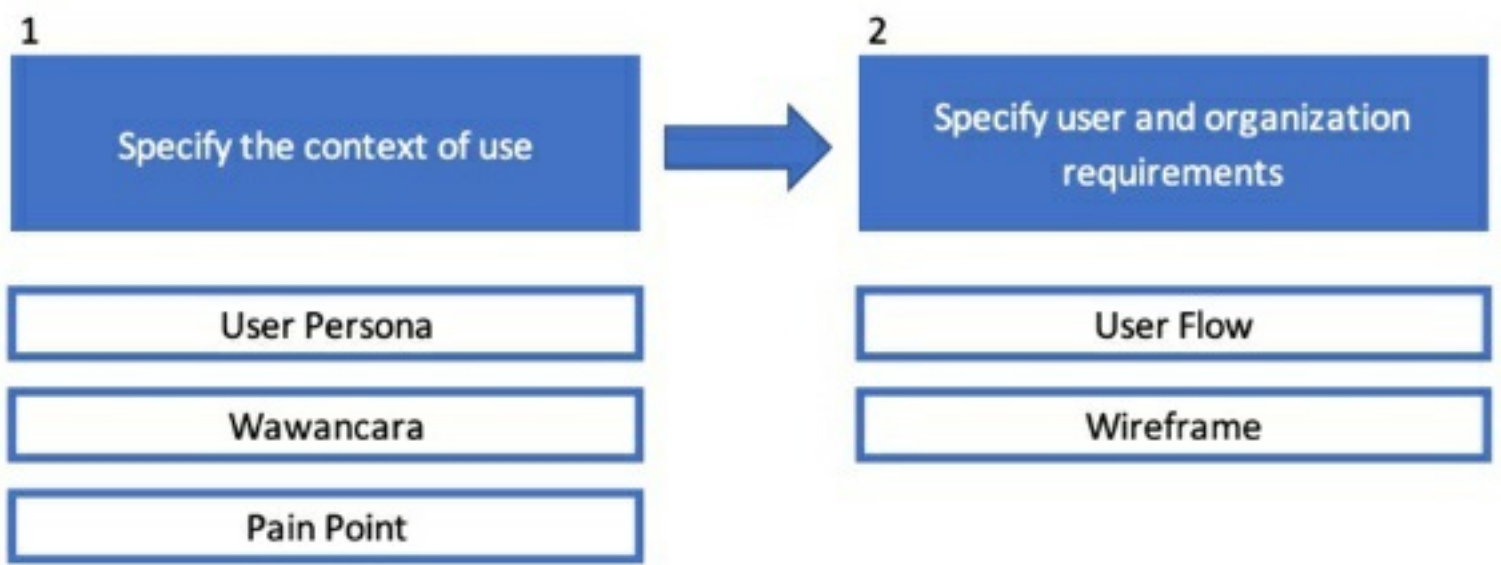 1
Specify the context of use
User Persona
Wawancara
Pain Point
2
Specify user and organization
requirements
User Flow
Wireframe